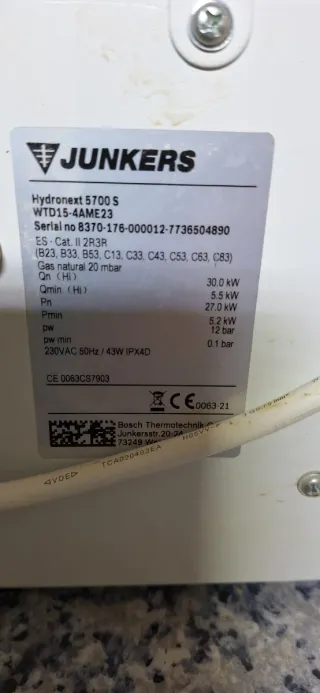 JUNKERS
Hydronext 5700 S
WTD15-4AME23
Serial no 8370-176-000012-7736504890
ES - Cat. II 2R3R
(B23, B33, B53, C13, C33, C43, C53, C63, C83)
Gas natural 20 mbar
Qn (Hi) 30.0 kW
Qmin (Hi) 5.5 kW
Pn 27.0 kW
Pmin 5.2 kW
pw 12 bar
pw min 0.1 bar
230VAC 50Hz / 43W IPX4D
CE 0063CS7903
CE 0063-21
Bosch Thermotechnik
Junkersstr. 20-24
73249
VDE TCA000493EA H05VV